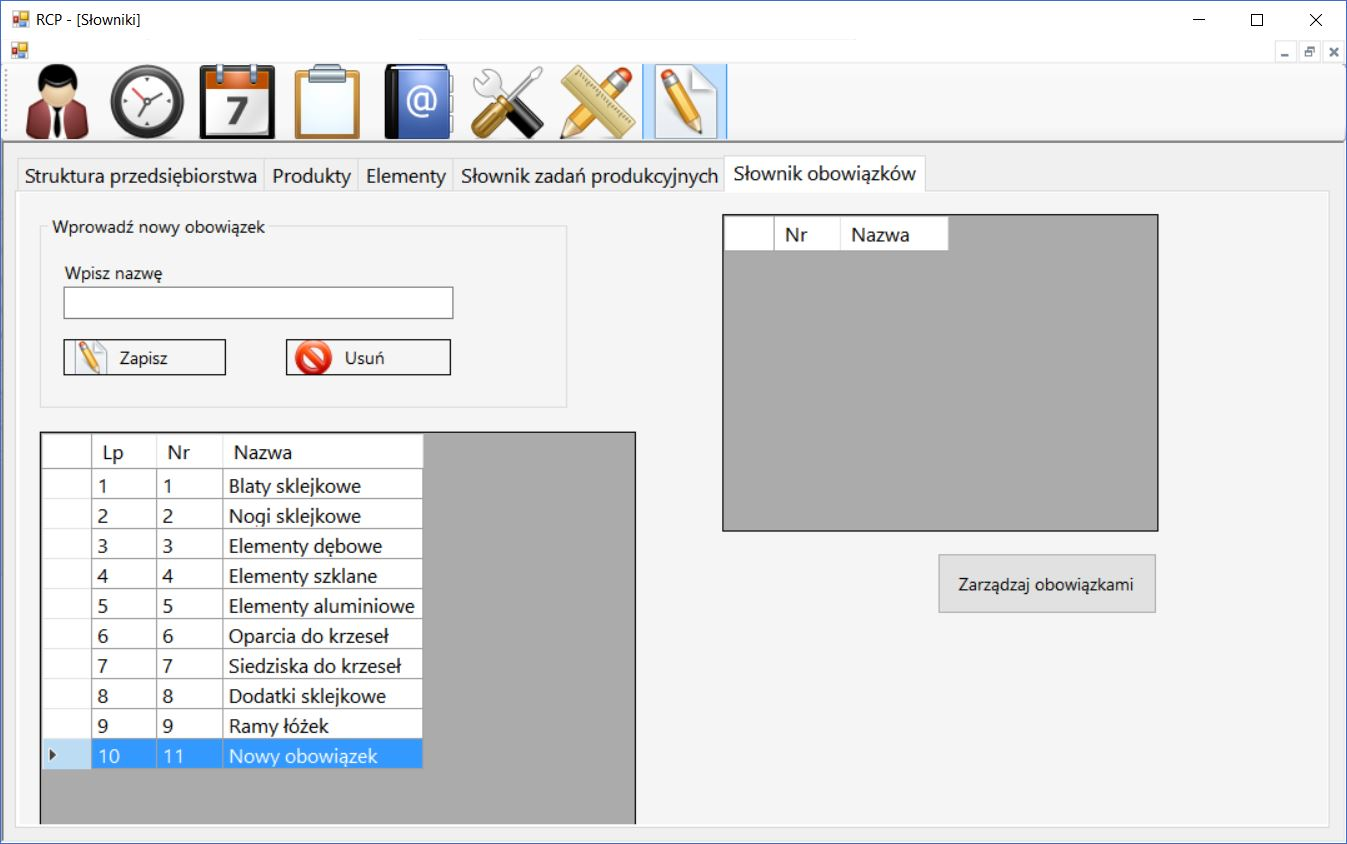 RCP - [Słowniki]
7
@
Struktura przedsiębiorstwa Produkty Elementy Słownik zadań produkcyjnych Słownik obowiązków
Wprowadź nowy obowiązek
Wpisz nazwę
Zapisz Usuń
Lp Nr Nazwa
1 1 Blaty sklejkowe
2 2 Nogi sklejkowe
3 3 Elementy dębowe
4 4 Elementy szklane
5 5 Elementy aluminiowe
6 6 Oparcia do krzeseł
7 7 Siedziska do krzeseł
8 8 Dodatki sklejkowe
9 9 Ramy łóżek
10 11 Nowy obowiązek
Nr Nazwa
Zarządzaj obowiązkami